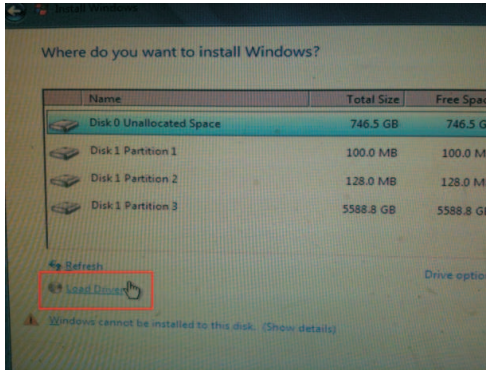 Install Windows
Where do you want to install Windows?
Name Total Size Free Spac
Disk 0 Unallocated Space 746.5 GB 746.5 G
Disk 1 Partition 1 100.0 MB 100.0 M
Disk 1 Partition 2 128.0 MB 128.0 M
Disk 1 Partition 3 5588.8 GB 5588.8 GB
Refresh
Load Driver
Drive optio
Windows cannot be installed to this disk. (Show details)